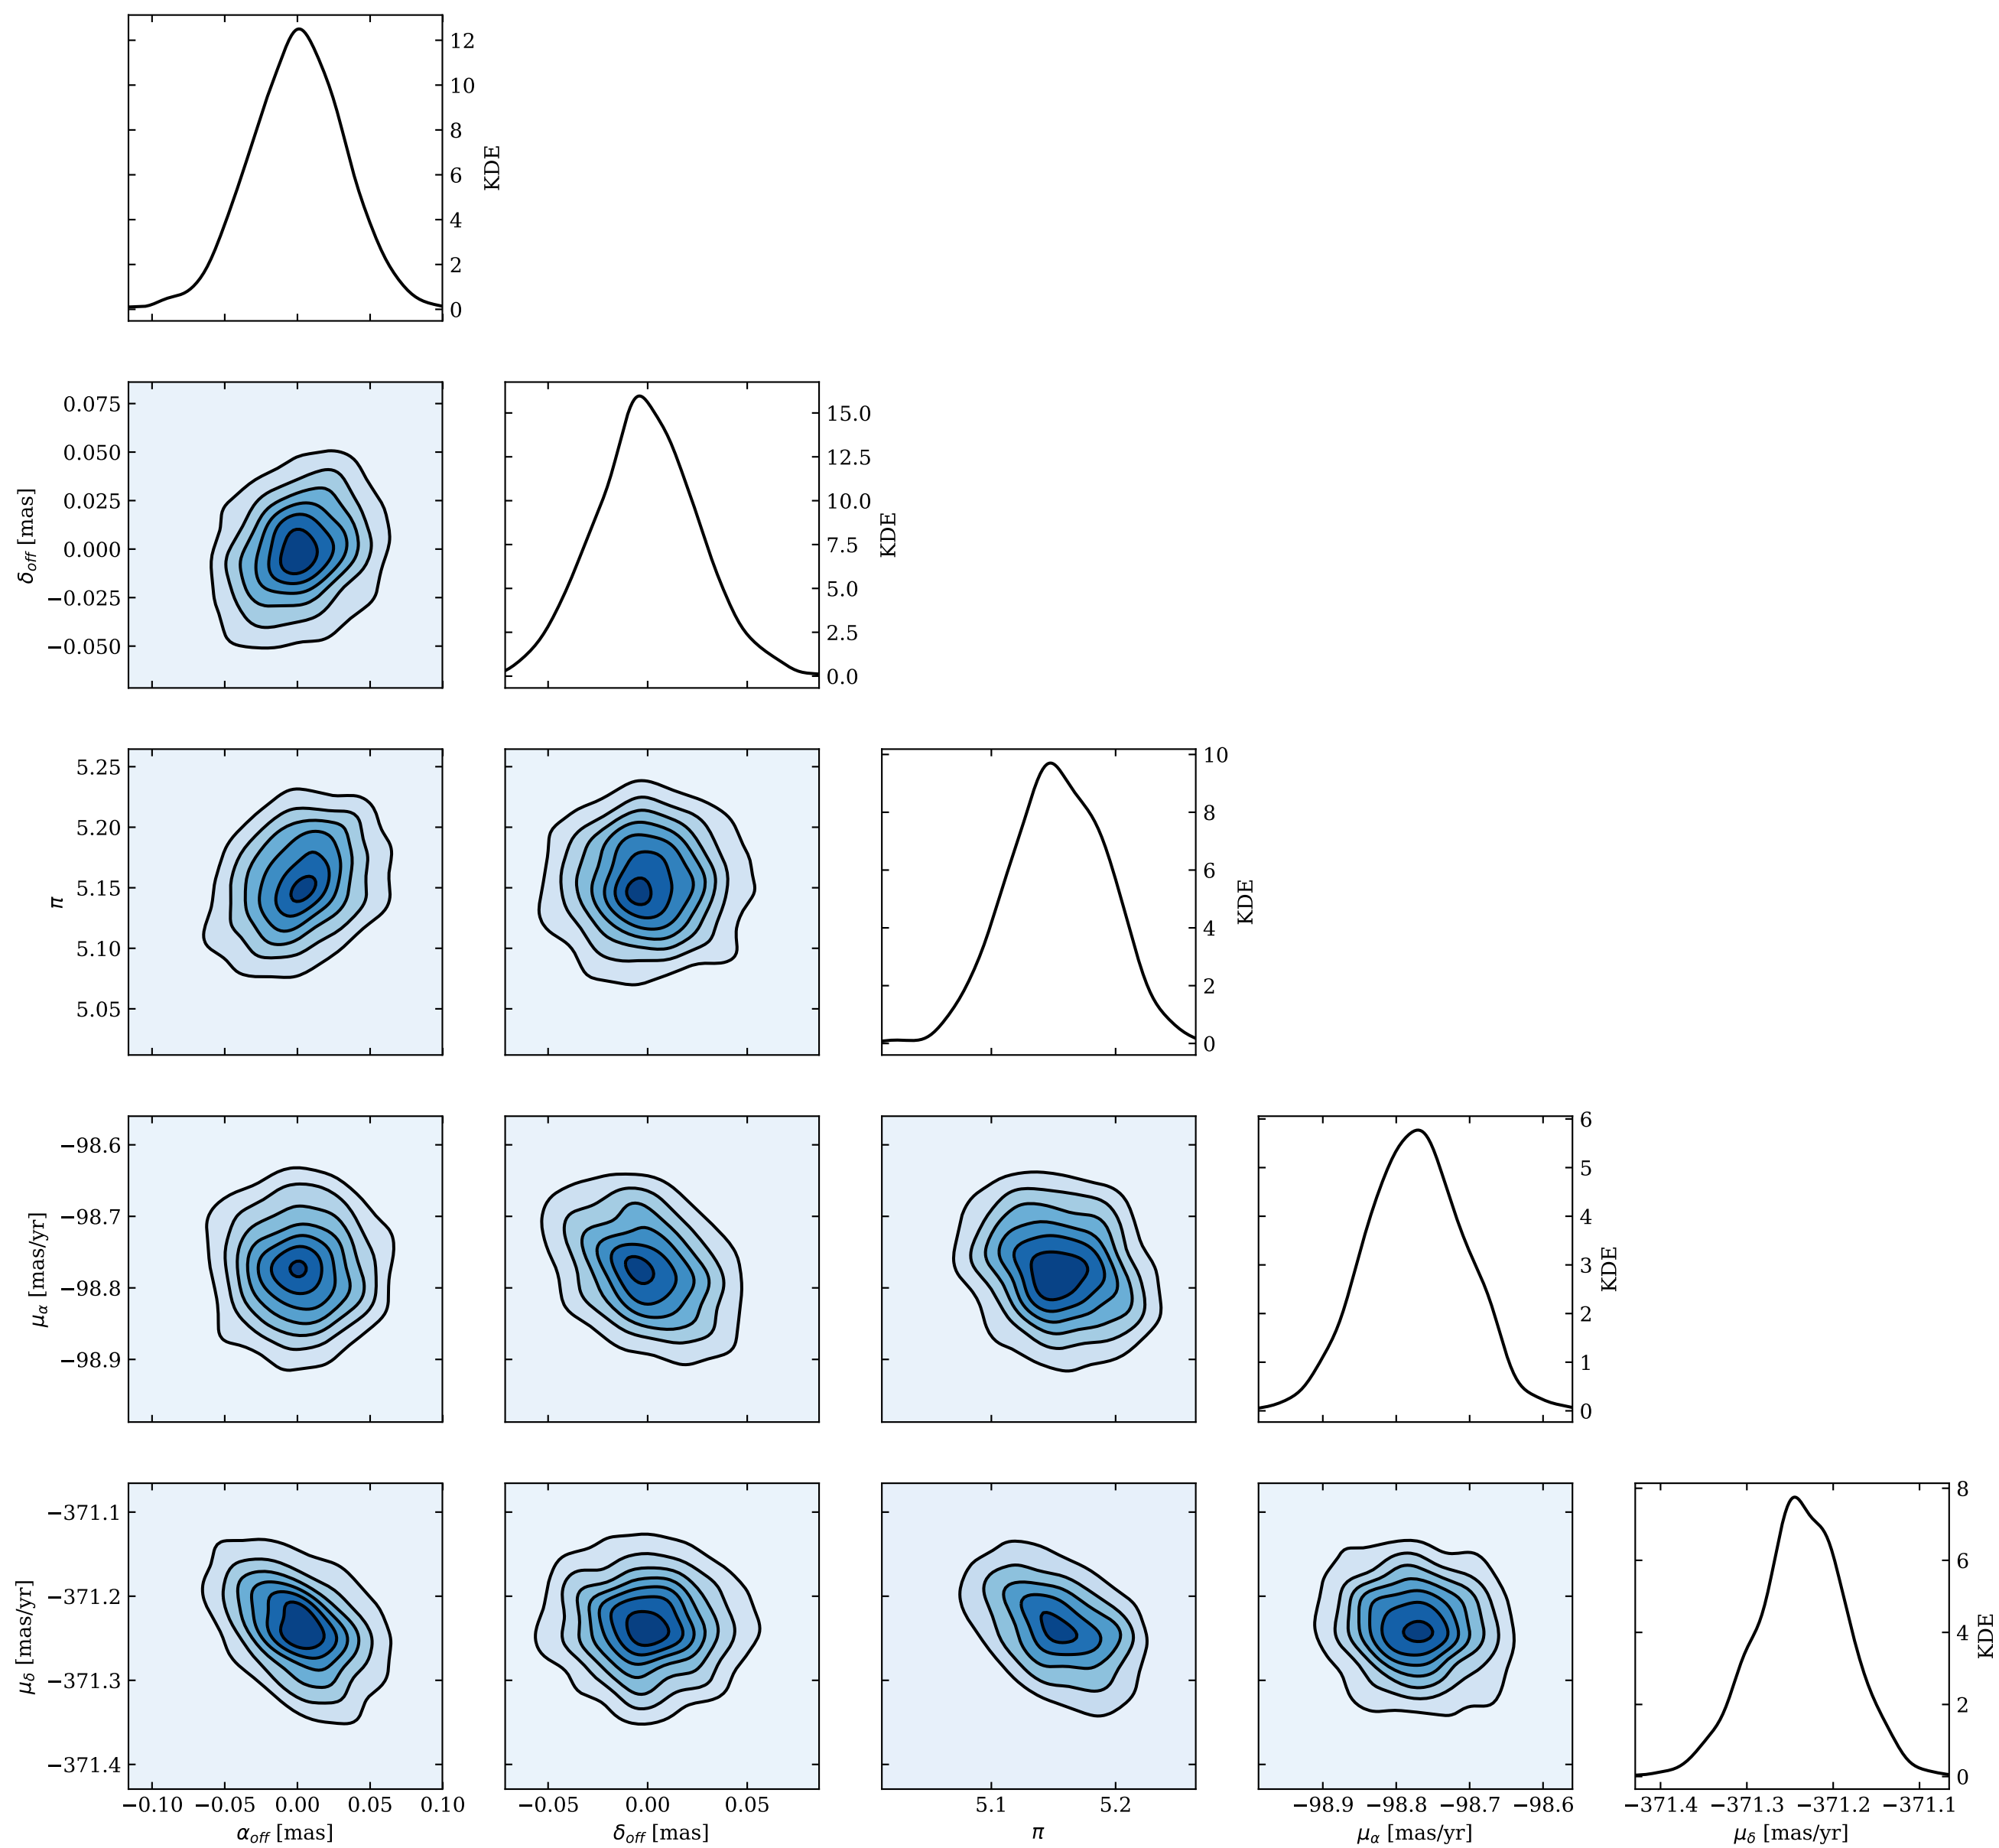 12
10
8
6
4
2
0
KDE
0.075
0.050
0.025
0.000
−0.025
−0.050
δoff [mas]
15.0
12.5
10.0
7.5
5.0
2.5
0.0
KDE
5.25
5.20
5.15
5.10
5.05
π
10
8
6
4
2
0
KDE
−98.6
−98.7
−98.8
−98.9
μα [mas/yr]
6
5
4
3
2
1
0
KDE
−371.1
−371.2
−371.3
−371.4
μδ [mas/yr]
8
6
4
2
0
KDE
−0.10 −0.05 0.00 0.05 0.10
αoff [mas]
−0.05 0.00 0.05
δoff [mas]
5.1 5.2
π
−98.9 −98.8 −98.7 −98.6
μα [mas/yr]
−371.4 −371.3 −371.2 −371.1
μδ [mas/yr]